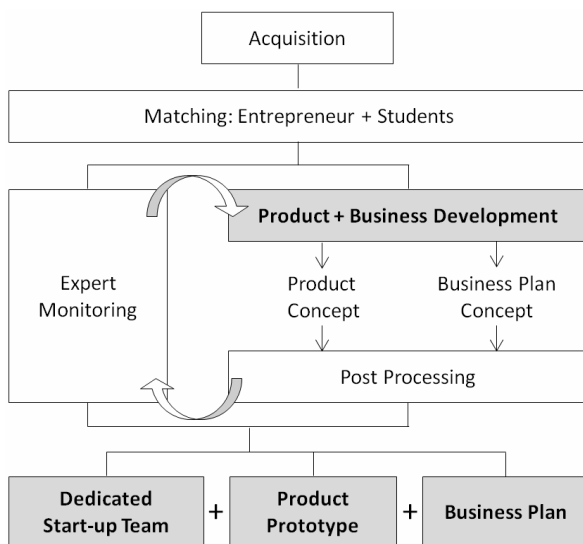 Acquisition
Matching: Entrepreneur + Students
Product + Business Development
Expert
Monitoring
Product
Concept
Business Plan
Concept
Post Processing
Dedicated
Start-up Team
+
Product
Prototype
+
Business Plan